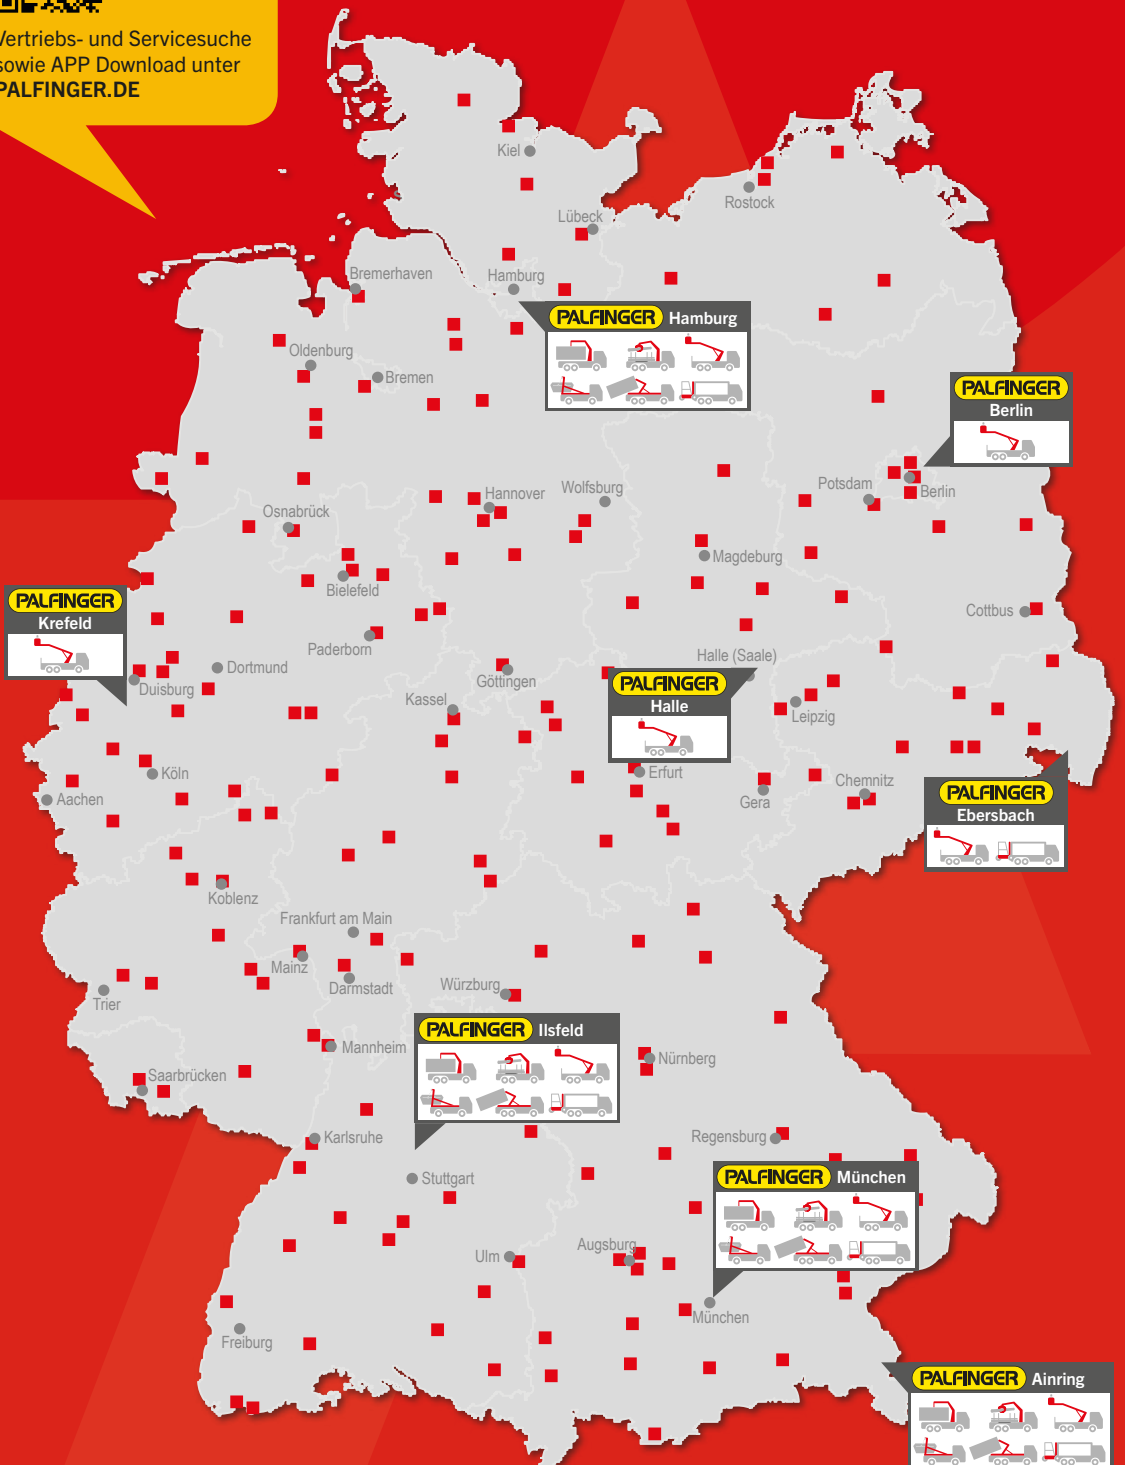 Vertriebs- und Servicesuche
sowie APP Download unter
PALFINGER.DE
Kiel
Rostock
Lübeck
Bremerhaven
Hamburg
PALFINGER Hamburg
Oldenburg
Bremen
PALFINGER
Berlin
Hannover
Wolfsburg
Potsdam
Berlin
Osnabrück
Magdeburg
Bielefeld
PALFINGER
Krefeld
Cottbus
Paderborn
Halle (Saale)
Dortmund
Göttingen
Duisburg
PALFINGER
Halle
Kassel
Leipzig
Köln
Erfurt
Chemnitz
Aachen
Gera
PALFINGER
Ebersbach
Koblenz
Frankfurt am Main
Mainz
Darmstadt
Würzburg
Trier
PALFINGER Ilsfeld
Mannheim
Nürnberg
Saarbrücken
Karlsruhe
Regensburg
Stuttgart
PALFINGER München
Augsburg
Ulm
München
Freiburg
PALFINGER Ainring